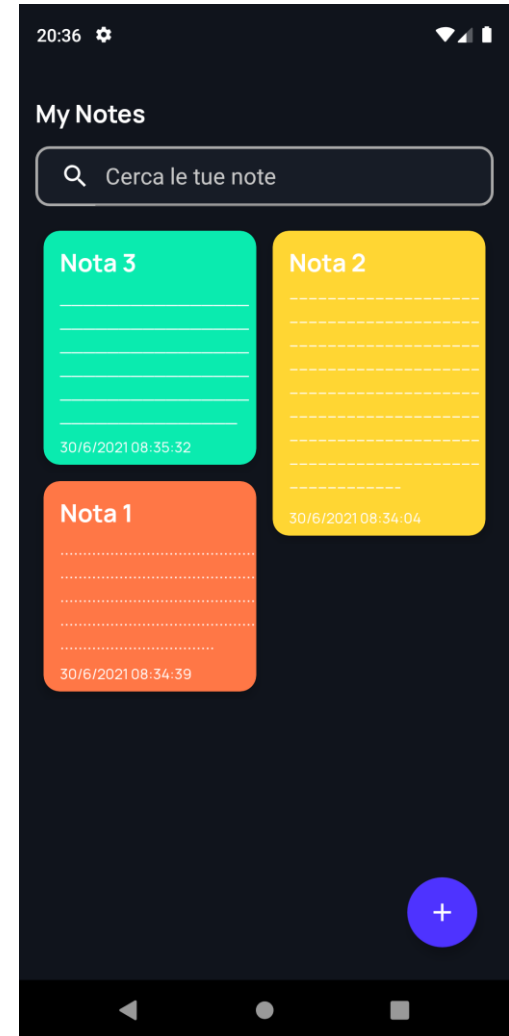 20:36
My Notes
Cerca le tue note
Nota 3
30/6/2021 08:35:32
Nota 2
30/6/2021 08:34:04
Nota 1
30/6/2021 08:34:39
+